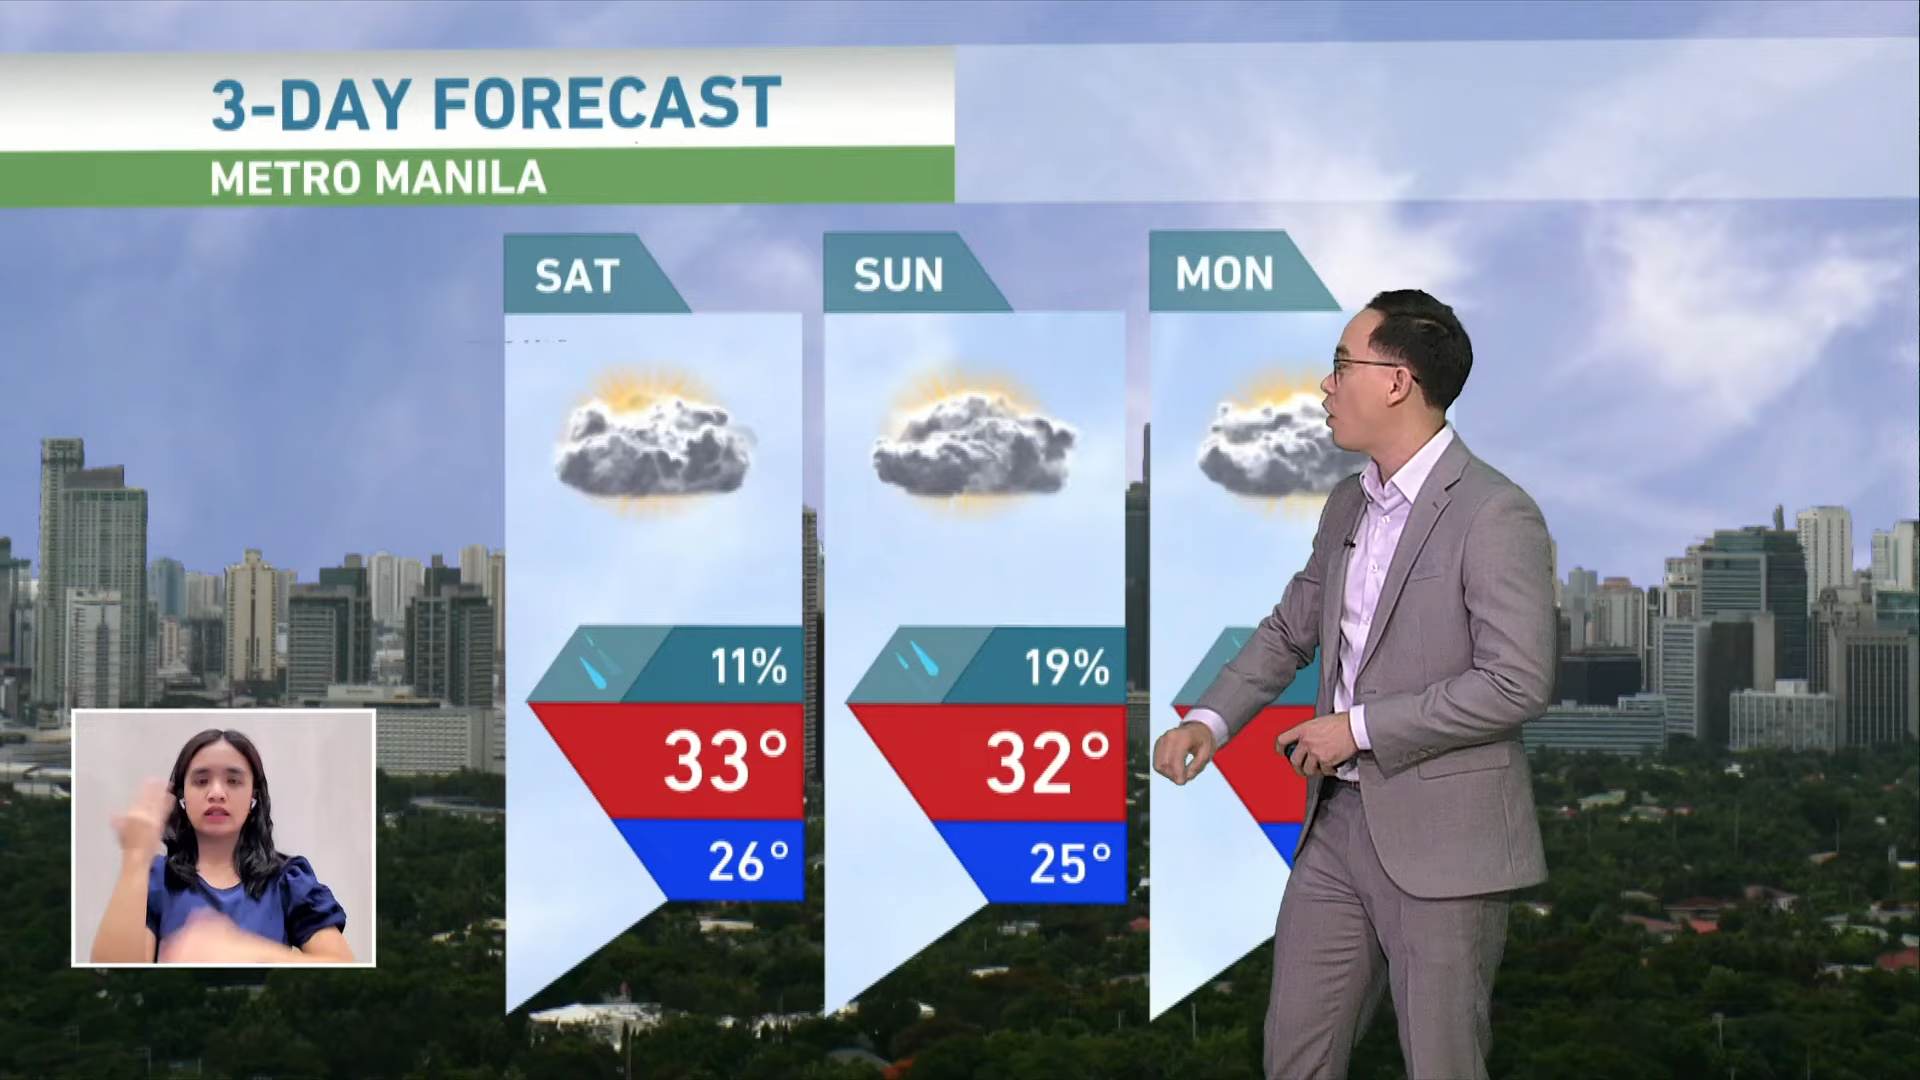 3-DAY FORECAST
METRO MANILA
SAT
SUN
MON
11%
19%
33°
32°
26°
25°